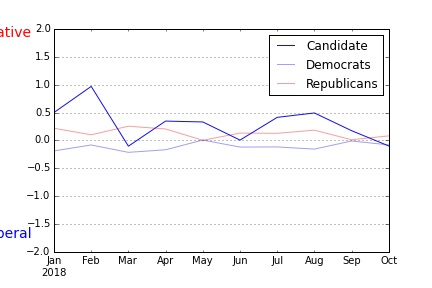 ative
2.0
1.5
1.0
0.5
0.0
−0.5
−1.0
−1.5
−2.0
peral
Candidate
Democrats
Republicans
Jan Feb Mar Apr May Jun Jul Aug Sep Oct
2018